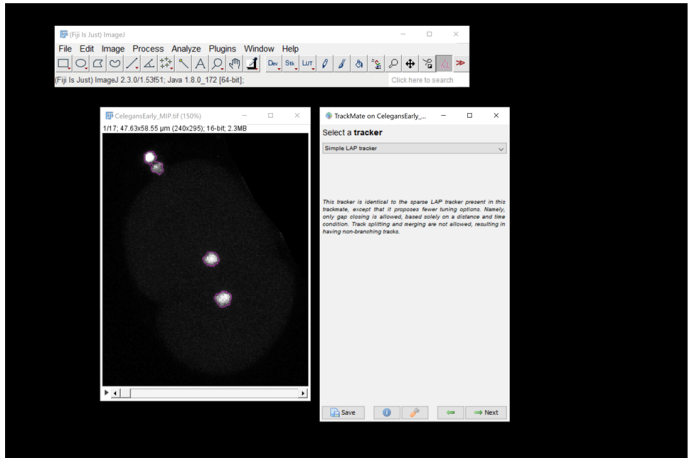 (Fiji Is Just) ImageJ
File Edit Image Process Analyze Plugins Window Help
Dev Stk LUT
(Fiji Is Just) ImageJ 2.3.0/1.53f51; Java 1.8.0_172 [64-bit];
Click here to search
CelegansEarly_MIP.tif (150%)
1/17; 47.63x58.55 µm (240x295); 16-bit; 2.3MB
TrackMate on CelegansEarly_...
Select a tracker
Simple LAP tracker
This tracker is identical to the sparse LAP tracker present in this
trackmate, except that it proposes fewer tuning options. Namely,
only gap closing is allowed, based solely on a distance and time
condition. Track splitting and merging are not allowed, resulting in
having non-branching tracks.
Save
Next